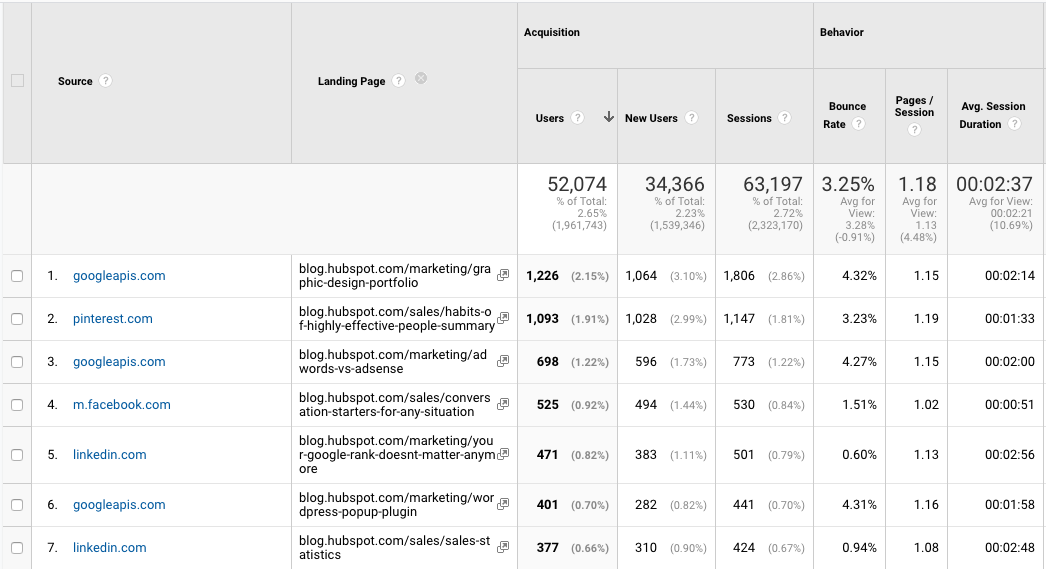 Acquisition
Behavior
Source ?
Landing Page ?
Users ?
New Users ?
Sessions ?
Bounce
Rate ?
Pages /
Session
?
Avg. Session
Duration ?
52,074
% of Total:
2.65%
(1,961,743)
34,366
% of Total:
2.23%
(1,539,346)
63,197
% of Total:
2.72%
(2,323,170)
3.25%
Avg for
View:
3.28%
(-0.91%)
1.18
Avg for
View:
1.13
(4.48%)
00:02:37
Avg for View:
00:02:21
(10.69%)
1. googleapis.com
blog.hubspot.com/marketing/gra
phic-design-portfolio
1,226 (2.15%) 1,064 (3.10%) 1,806 (2.86%) 4.32% 1.15 00:02:14
2. pinterest.com
blog.hubspot.com/sales/habits-o
f-highly-effective-people-summary
1,093 (1.91%) 1,028 (2.99%) 1,147 (1.81%) 3.23% 1.19 00:01:33
3. googleapis.com
blog.hubspot.com/marketing/ad
words-vs-adsense
698 (1.22%) 596 (1.73%) 773 (1.22%) 4.27% 1.15 00:02:00
4. m.facebook.com
blog.hubspot.com/sales/convers
ation-starters-for-any-situation
525 (0.92%) 494 (1.44%) 530 (0.84%) 1.51% 1.02 00:00:51
5. linkedin.com
blog.hubspot.com/marketing/you
r-google-rank-doesnt-matter-anym
ore
471 (0.82%) 383 (1.11%) 501 (0.79%) 0.60% 1.13 00:02:56
6. googleapis.com
blog.hubspot.com/marketing/wor
dpress-popup-plugin
401 (0.70%) 282 (0.82%) 441 (0.70%) 4.31% 1.16 00:01:58
7. linkedin.com
blog.hubspot.com/sales/sales-st
atistics
377 (0.66%) 310 (0.90%) 424 (0.67%) 0.94% 1.08 00:02:48